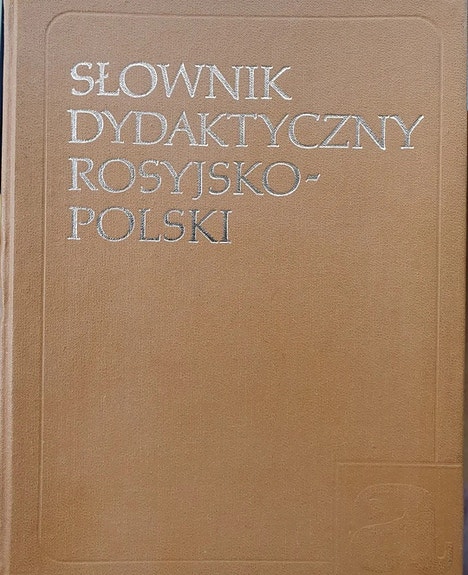 SŁOWNIK
DYDAKTYCZNY
ROSYJSKO-
POLSKI